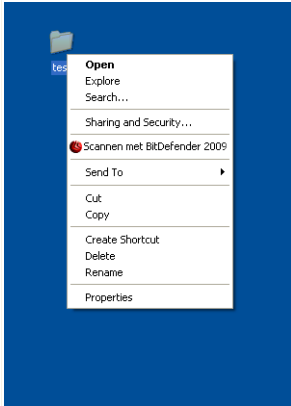 Open
Explore
Search...
Sharing and Security...
Scannen met BitDefender 2009
Send To
Cut
Copy
Create Shortcut
Delete
Rename
Properties